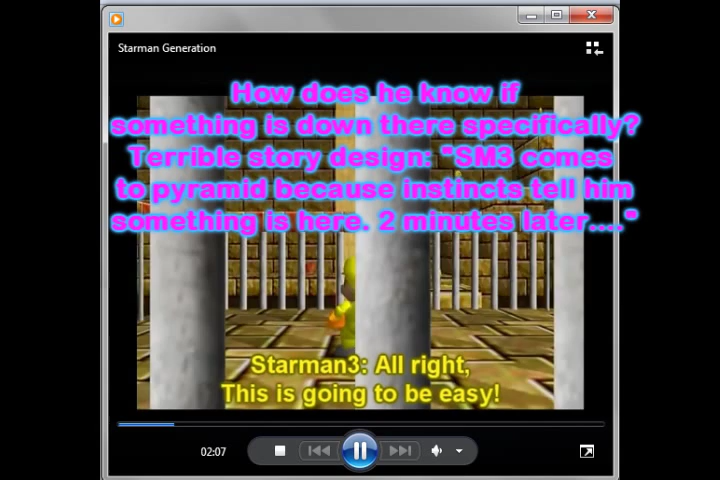 Starman Generation
How does he know if
something is down there specifically?
Terrible story design: "SM3 comes
to pyramid because instincts tell him
something is here. 2 minutes later...."
Starman3: All right,
This is going to be easy!
02:07